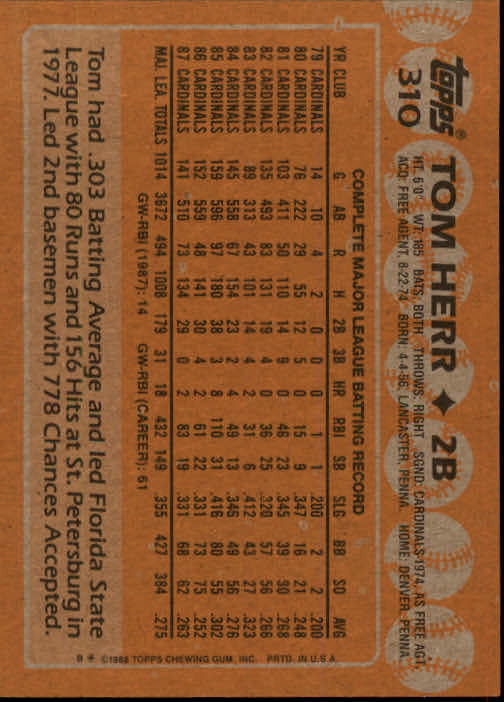 topps®
310
TOM HERR ♦ 2B
HT: 6'0" WT: 185 BATS: BOTH THROWS: RIGHT SGND: CARDINALS-1974, AS FREE AGT.
ACQ: FREE AGENT, 8-22-74 BORN: 4-4-56, LANCASTER, PENNA. HOME: DENVER, PENNA.
COMPLETE MAJOR LEAGUE BATTING RECORD
YR CLUB G AB R H 2B 3B HR RBI SB SLG BB SO AVG
79 CARDINALS 14 10 4 2 0 0 0 1 1 .200 2 2 .200
80 CARDINALS 76 222 29 55 12 5 0 15 9 .347 16 21 .248
81 CARDINALS 103 411 50 110 14 9 0 46 23 .345 39 30 .268
82 CARDINALS 135 493 83 131 19 4 0 36 25 .320 57 56 .266
83 CARDINALS 89 313 43 101 14 4 2 31 6 .412 43 27 .323
84 CARDINALS 145 558 67 154 23 2 4 49 13 .346 49 56 .276
85 CARDINALS 159 596 97 180 38 3 8 110 31 .416 80 55 .302
86 CARDINALS 152 559 48 141 30 4 2 61 22 .331 73 75 .252
87 CARDINALS 141 510 73 134 29 0 2 83 19 .331 68 62 .263
MAJ. LEA. TOTALS 1014 3672 494 1008 179 31 18 432 149 .355 427 384 .275
GW-RBI (1987): 14 GW-RBI (CAREER): 61
Tom had .303 Batting Average and led Florida State
League with 80 Runs and 156 Hits at St. Petersburg in
1977. Led 2nd basemen with 778 Chances Accepted.
B* ©1988 TOPPS CHEWING GUM, INC. PRTD. IN U.S.A.